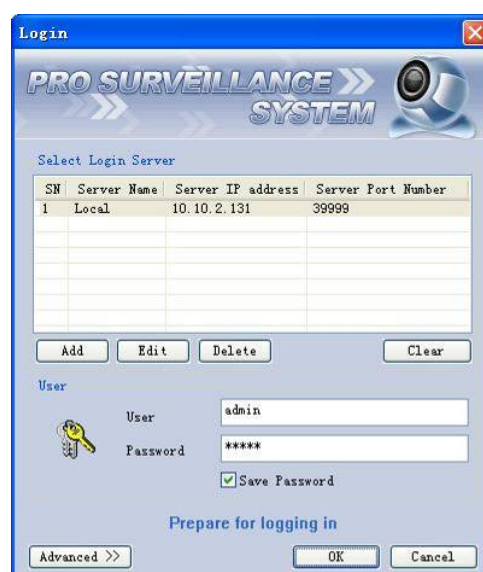 Login
PRO SURVEILLANCE
SYSTEM
Select Login Server
SN Server Name Server IP address Server Port Number
1 Local 10.10.2.131 39999
Add Edit Delete Clear
User
User admin
Password *****
Save Password
Prepare for logging in
Advanced >> OK Cancel